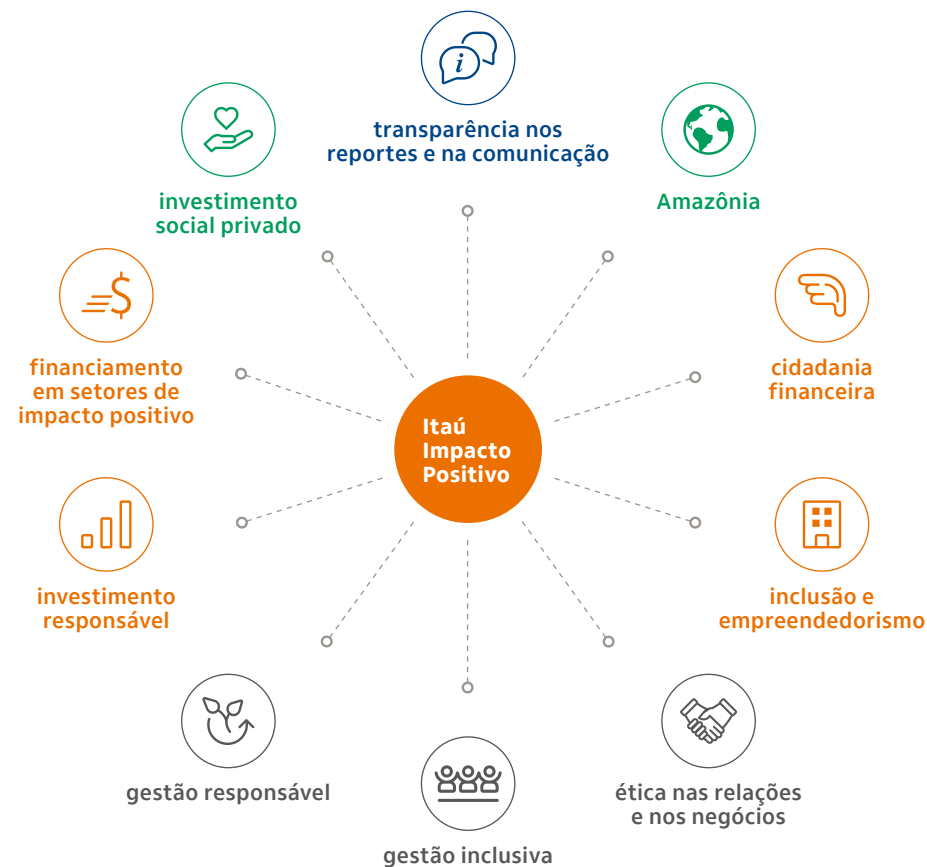 transparência nos
reportes e na comunicação
investimento
social privado
Amazônia
financiamento
em setores de
impacto positivo
cidadania
financeira
Itaú
Impacto
Positivo
investimento
responsável
inclusão e
empreendedorismo
gestão responsável
ética nas relações
e nos negócios
gestão inclusiva